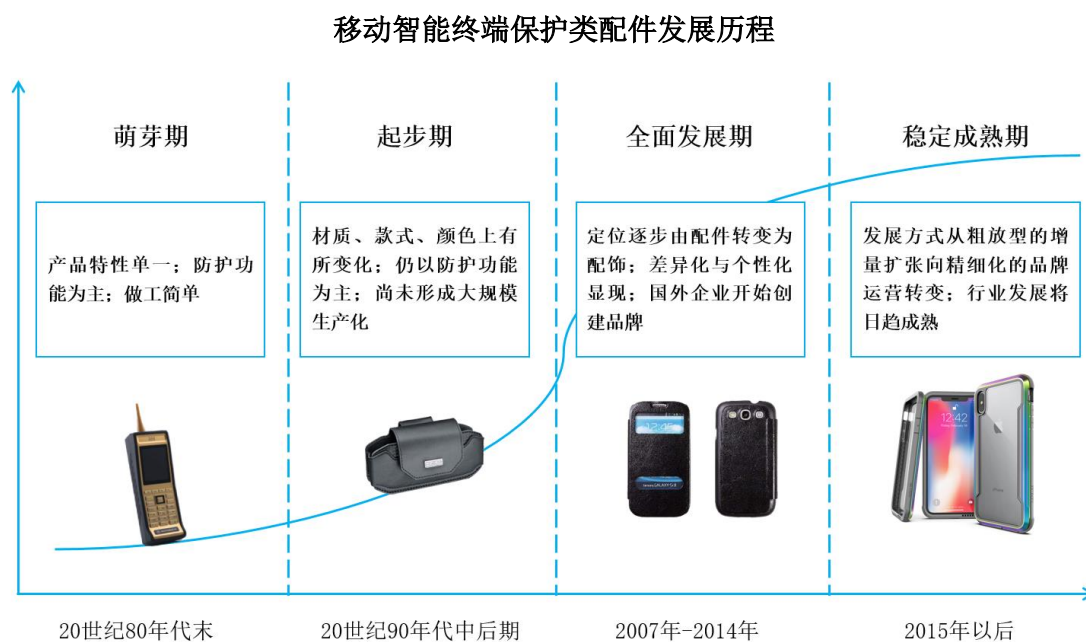 移动智能终端保护类配件发展历程
萌芽期
产品特性单一；防护功
能为主；做工简单
20世纪80年代末
起步期
材质、款式、颜色上有
所变化；仍以防护功能
为主；尚未形成大规模
生产化
20世纪90年代中后期
全面发展期
定位逐步由配件转变为
配饰；差异化与个性化
显现；国外企业开始创
建品牌
2007年-2014年
稳定成熟期
发展方式从粗放型的增
量扩张向精细化的品牌
运营转变；行业发展将
日趋成熟
12:42
2015年以后